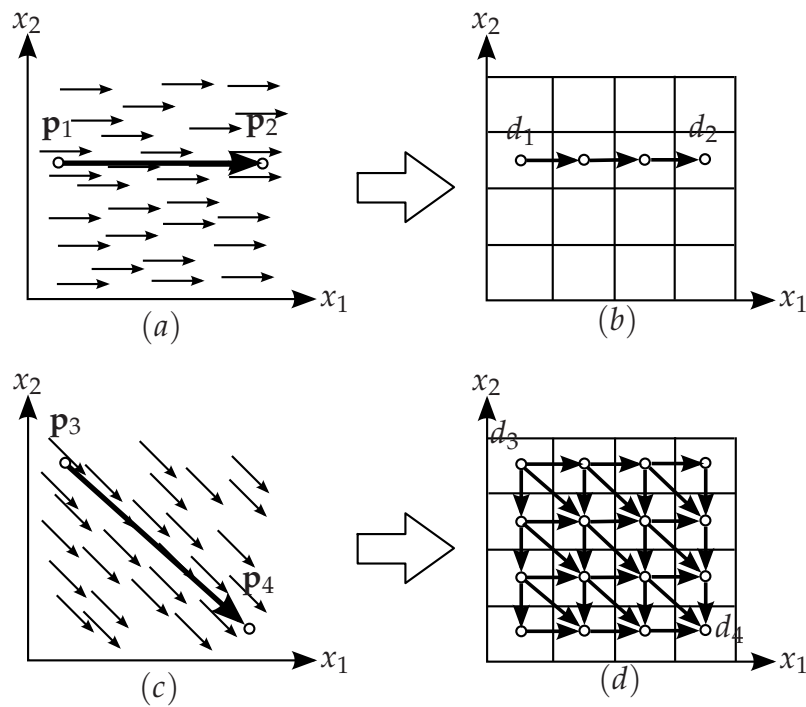 x₂
x₂
p₁
p₂
d₁
d₂
x₁
x₁
(a)
(b)
x₂
x₂
p₃
d₃
p₄
d₄
x₁
x₁
(c)
(d)